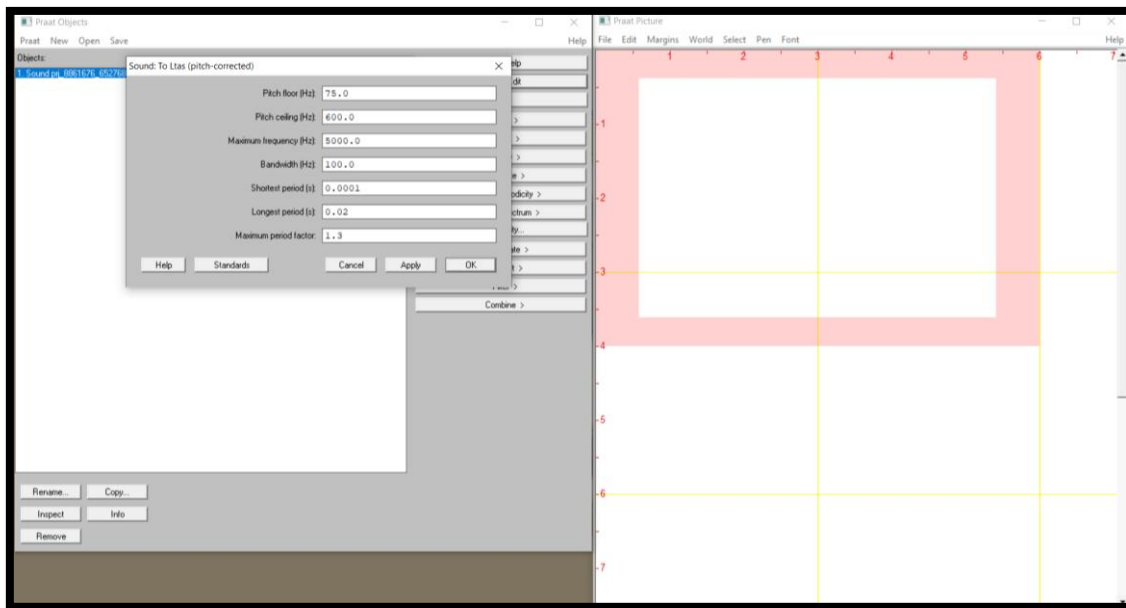 Praat Objects
Praat New Open Save Help
Objects:
1. Sound
Sound: To Ltas (pitch-corrected)
Pitch floor (Hz): 75.0
Pitch ceiling (Hz): 600.0
Maximum frequency (Hz): 5000.0
Bandwidth (Hz): 100.0
Shortest period (s): 0.0001
Longest period (s): 0.02
Maximum period factor: 1.3
Help Standards Cancel Apply OK
Combine >
Rename... Copy...
Inspect Info
Remove
Praat Picture
File Edit Margins World Select Pen Font Help
1 2 3 4 5 6 7
-1
-2
-3
-4
-5
-6
-7